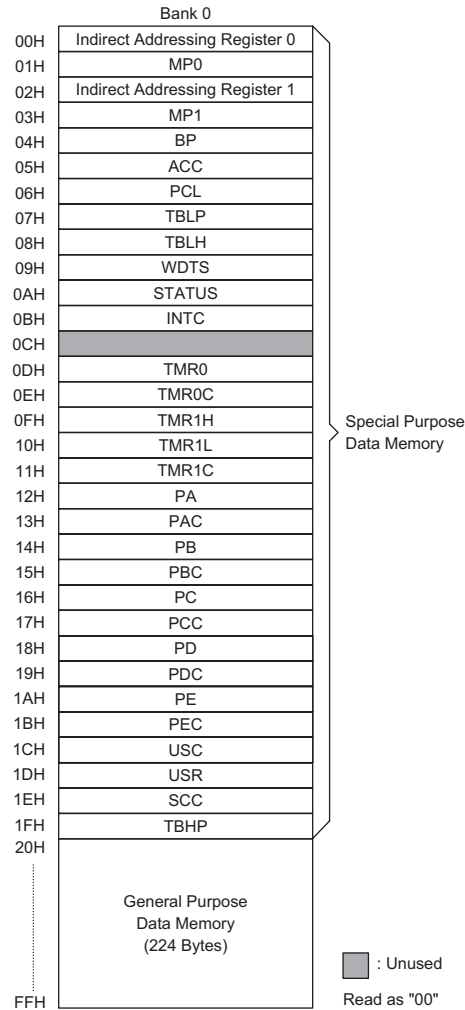 Bank 0
00H Indirect Addressing Register 0
01H MP0
02H Indirect Addressing Register 1
03H MP1
04H BP
05H ACC
06H PCL
07H TBLP
08H TBLH
09H WDTS
0AH STATUS
0BH INTC
0CH
0DH TMR0
0EH TMR0C
0FH TMR1H
10H TMR1L
11H TMR1C
12H PA
13H PAC
14H PB
15H PBC
16H PC
17H PCC
18H PD
19H PDC
1AH PE
1BH PEC
1CH USC
1DH USR
1EH SCC
1FH TBHP
20H
Special Purpose
Data Memory
General Purpose
Data Memory
(224 Bytes)
FFH
: Unused
Read as "00"